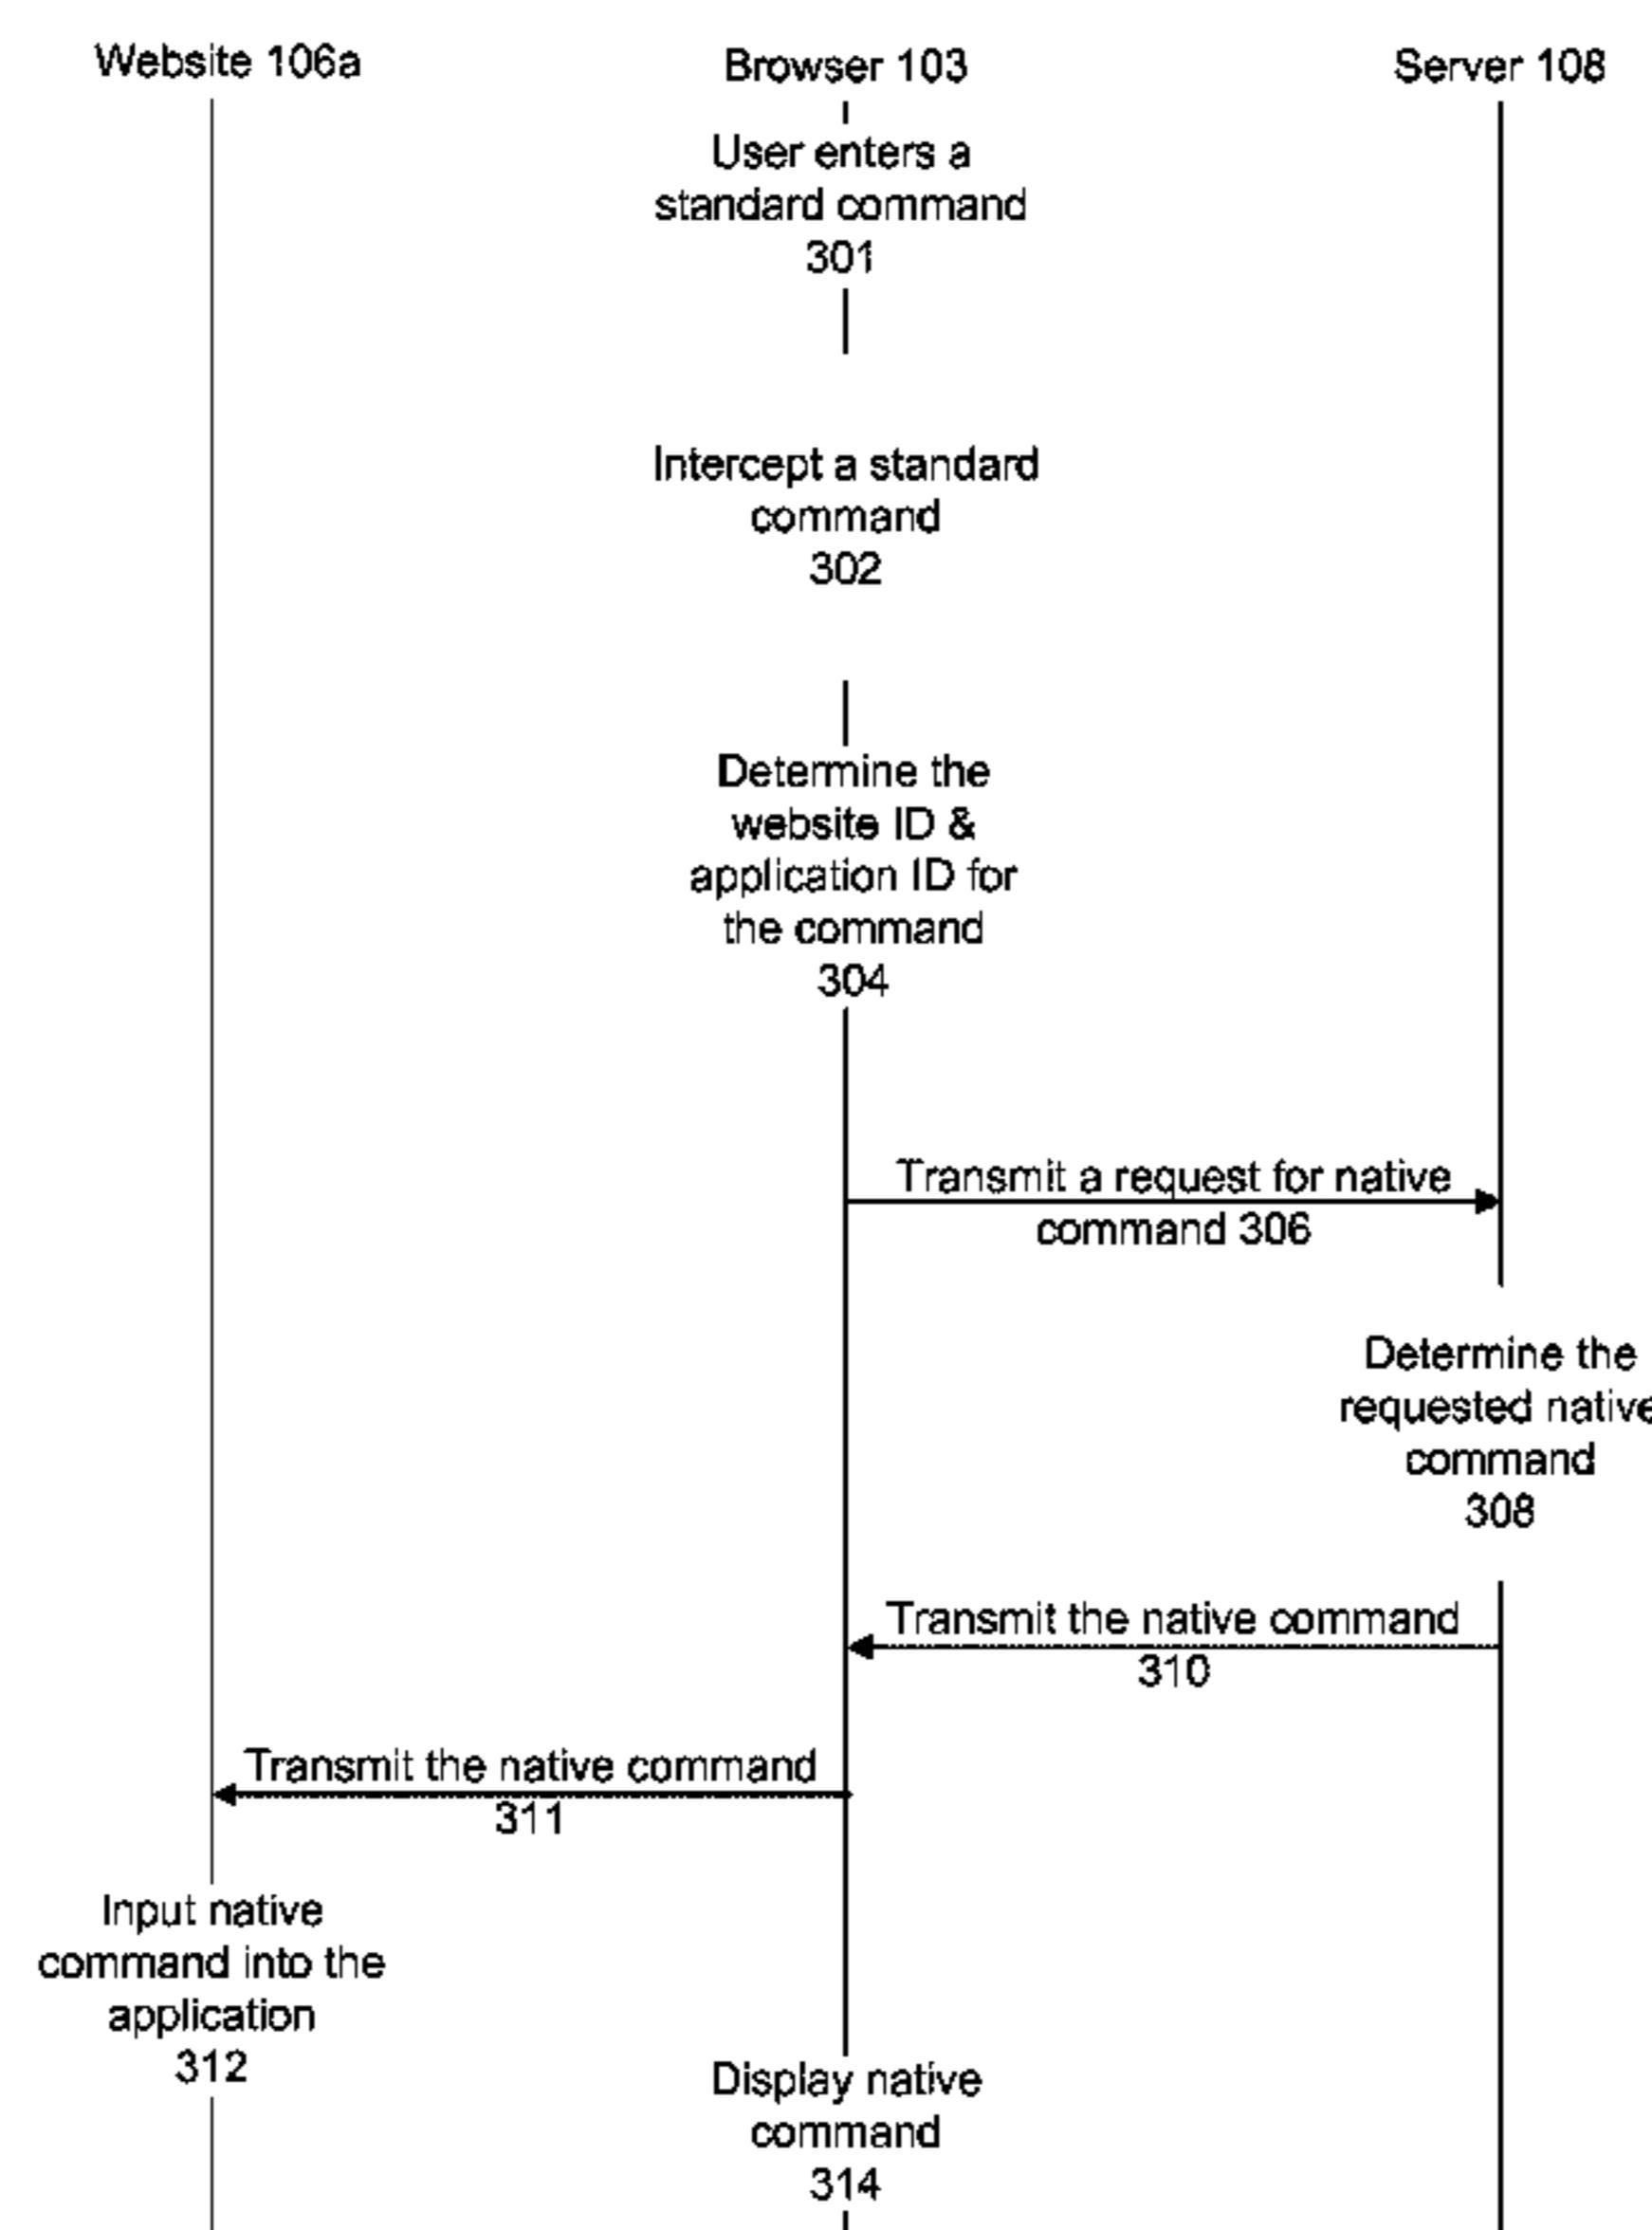 Website 106a
Browser 103
Server 108
User enters a
standard command
301
Intercept a standard
command
302
Determine the
website ID &
application ID for
the command
304
Transmit a request for native
command 306
Determine the
requested native
command
308
Transmit the native command
310
Transmit the native command
311
Input native
command into the
application
312
Display native
command
314